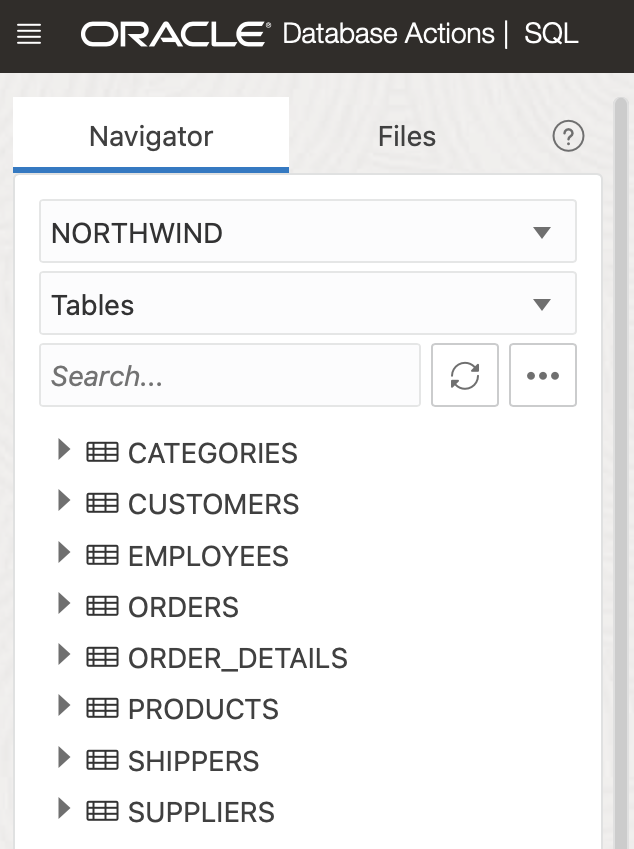 ORACLE® Database Actions | SQL
Navigator Files ?
NORTHWIND
Tables
Search...
CATEGORIES
CUSTOMERS
EMPLOYEES
ORDERS
ORDER_DETAILS
PRODUCTS
SHIPPERS
SUPPLIERS